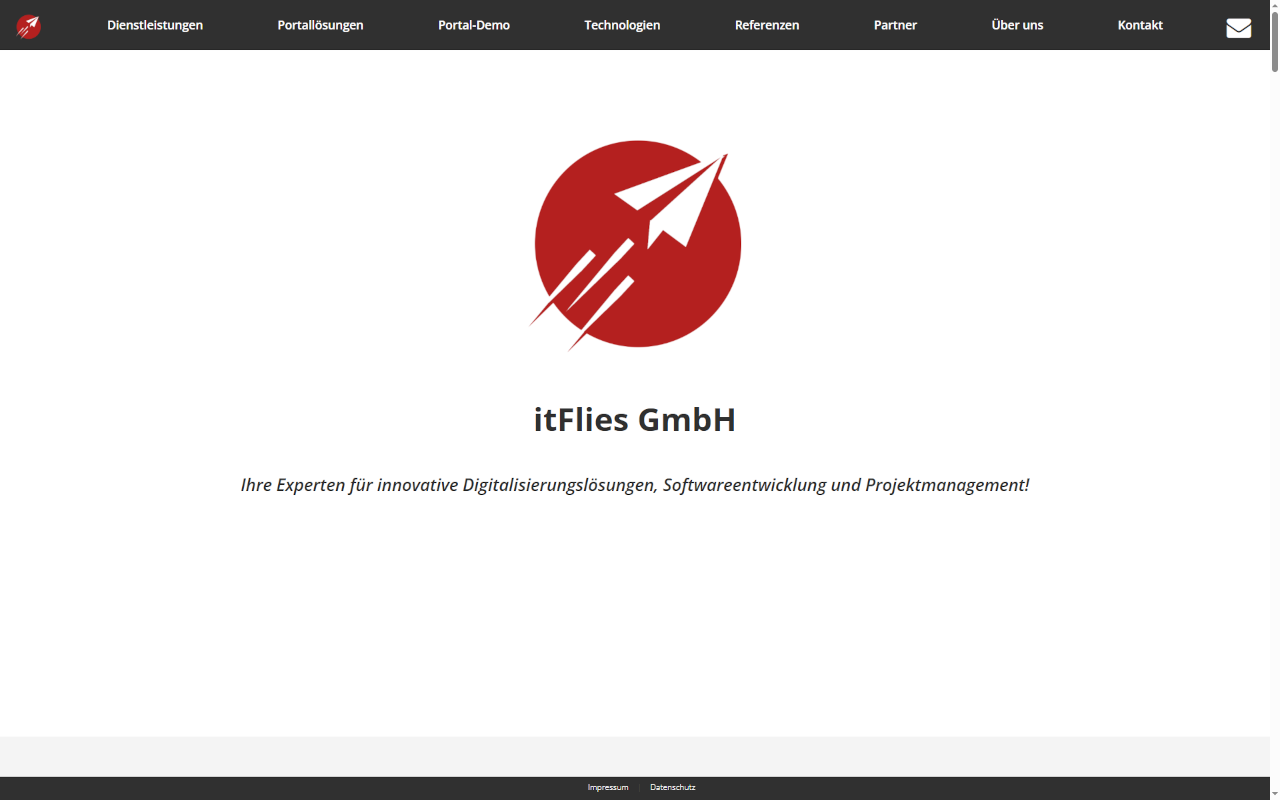 Dienstleistungen Portallösungen Portal-Demo Technologien Referenzen Partner Über uns Kontakt
itFlies GmbH
Ihre Experten für innovative Digitalisierungslösungen, Softwareentwicklung und Projektmanagement!
Impressum | Datenschutz